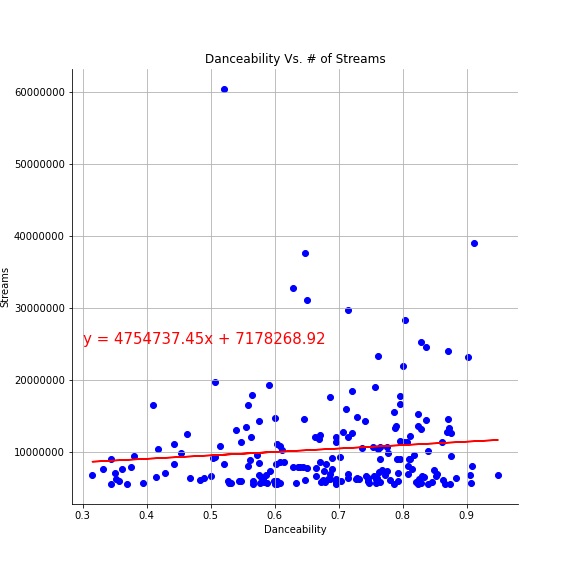 Danceability Vs. # of Streams
60000000
50000000
40000000
Streams
30000000
y = 4754737.45x + 7178268.92
20000000
10000000
0.3 0.4 0.5 0.6 0.7 0.8 0.9
Danceability